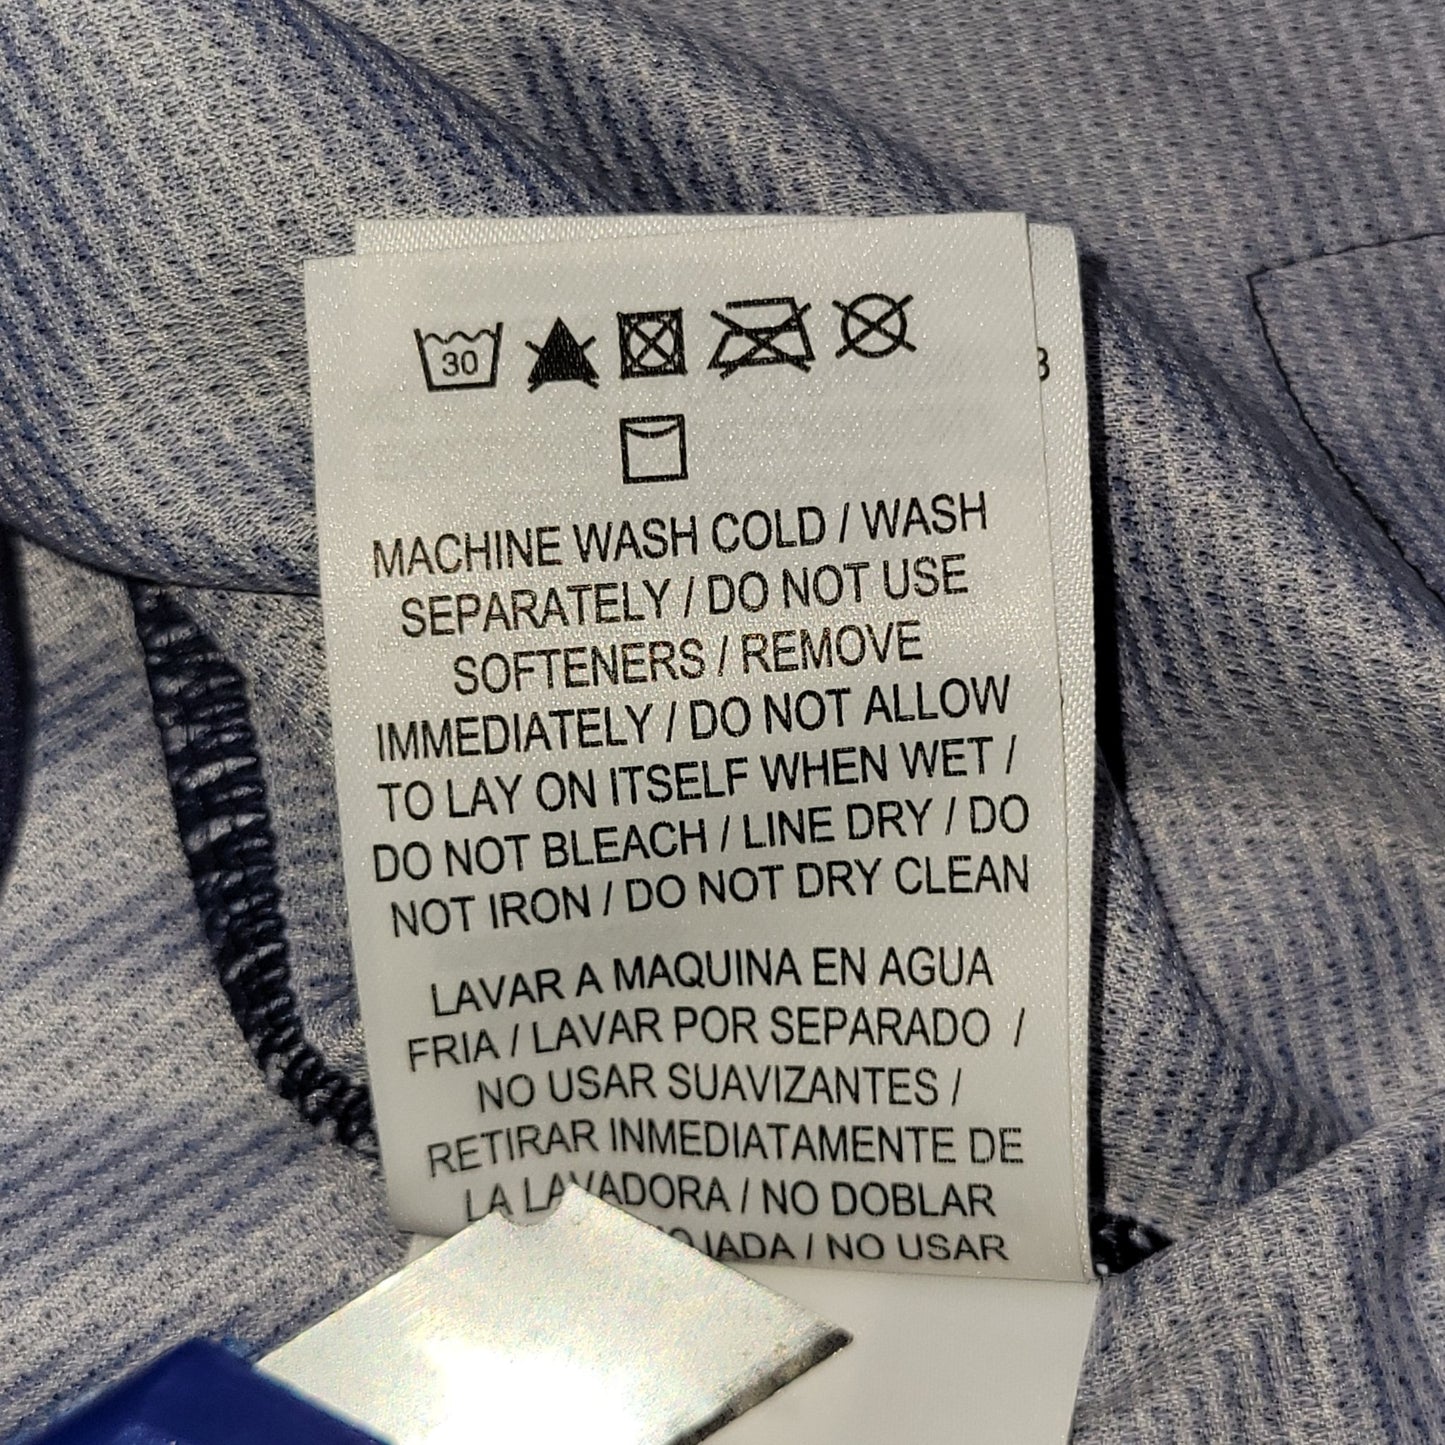 30
MACHINE WASH COLD / WASH
SEPARATELY / DO NOT USE
SOFTENERS / REMOVE
IMMEDIATELY / DO NOT ALLOW
TO LAY ON ITSELF WHEN WET /
DO NOT BLEACH / LINE DRY / DO
NOT IRON / DO NOT DRY CLEAN
LAVAR A MAQUINA EN AGUA
FRIA / LAVAR POR SEPARADO /
NO USAR SUAVIZANTES /
RETIRAR INMEDIATAMENTE DE
LA LAVADORA / NO DOBLAR
/ NO USAR